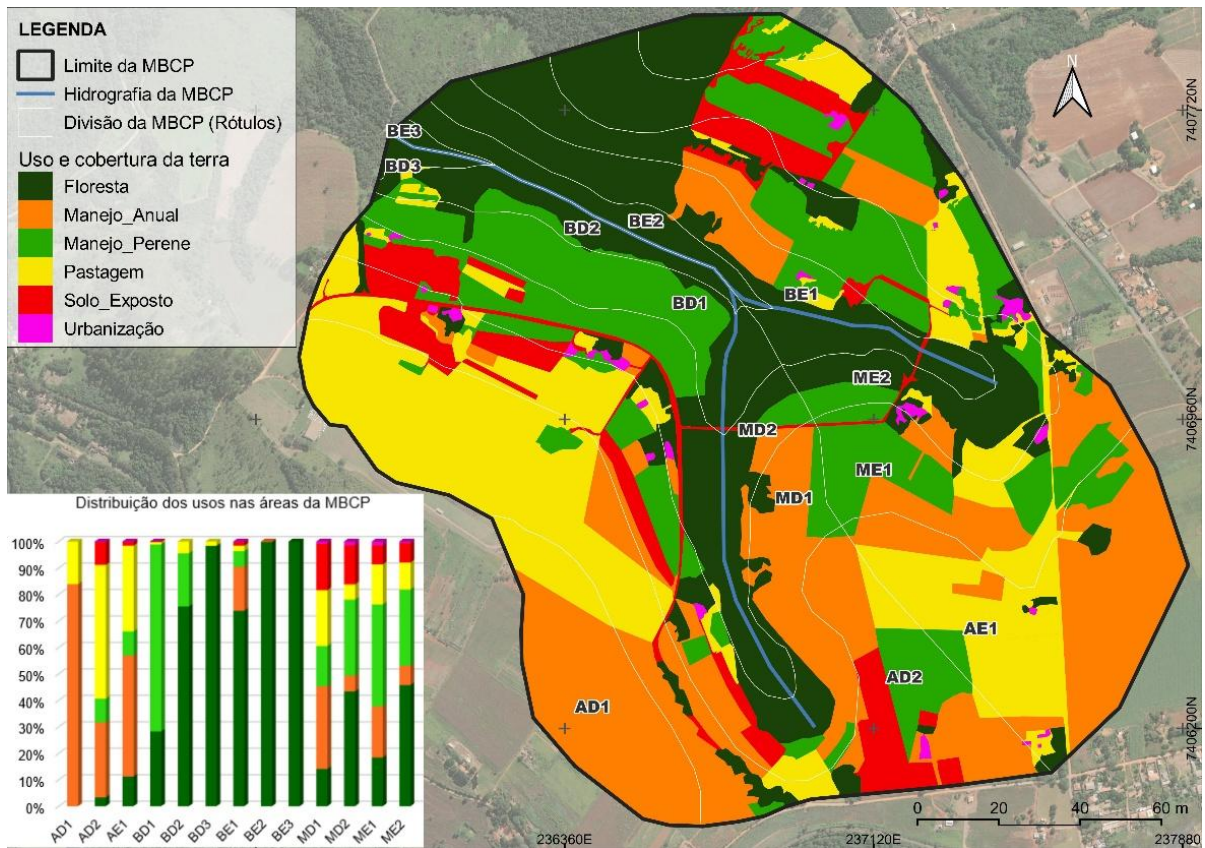 LEGENDA
Limite da MBCP
Hidrografia da MBCP
Divisão da MBCP (Rótulos)
Uso e cobertura da terra
Floresta
Manejo_Anual
Manejo_Perene
Pastagem
Solo_Exposto
Urbanização
N
7407720
BE3
BD3
BE2
BD2
BE1
BD1
ME2
7406960
MD2
ME1
MD1
AE1
AD2
AD1
7406200
Distribuição dos usos nas áreas da MBCP
100%
90%
80%
70%
60%
50%
40%
30%
20%
10%
0%
AD1 AD2 AE1 BD1 BD2 BD3 BE1 BE2 BE3 MD1 MD2 ME1 ME2
0 20 40 60 m
236360E 237120E 237880